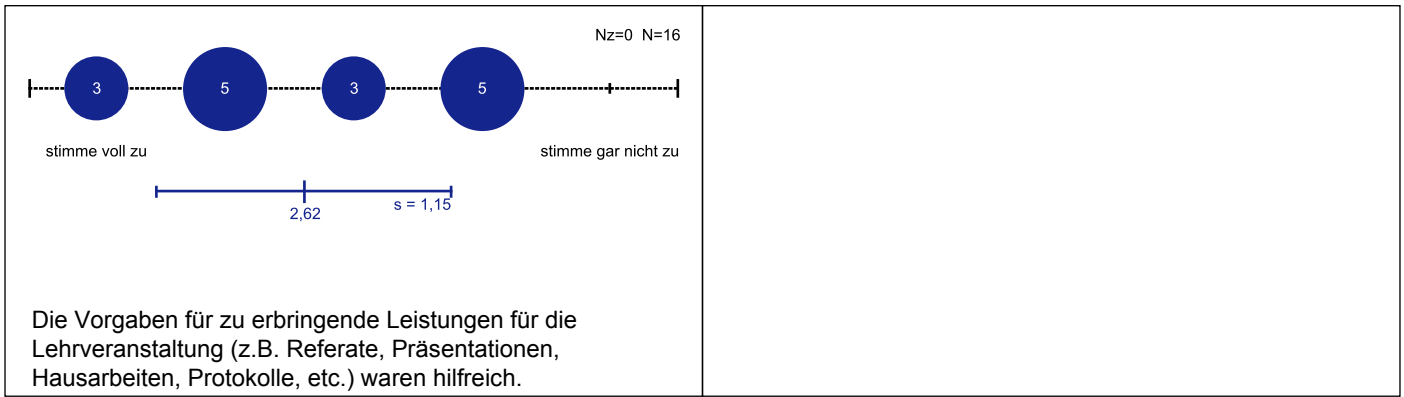 Nz=0 N=16
3 5 3 5
stimme voll zu stimme gar nicht zu
2,62 s = 1,15
Die Vorgaben für zu erbringende Leistungen für die
Lehrveranstaltung (z.B. Referate, Präsentationen,
Hausarbeiten, Protokolle, etc.) waren hilfreich.